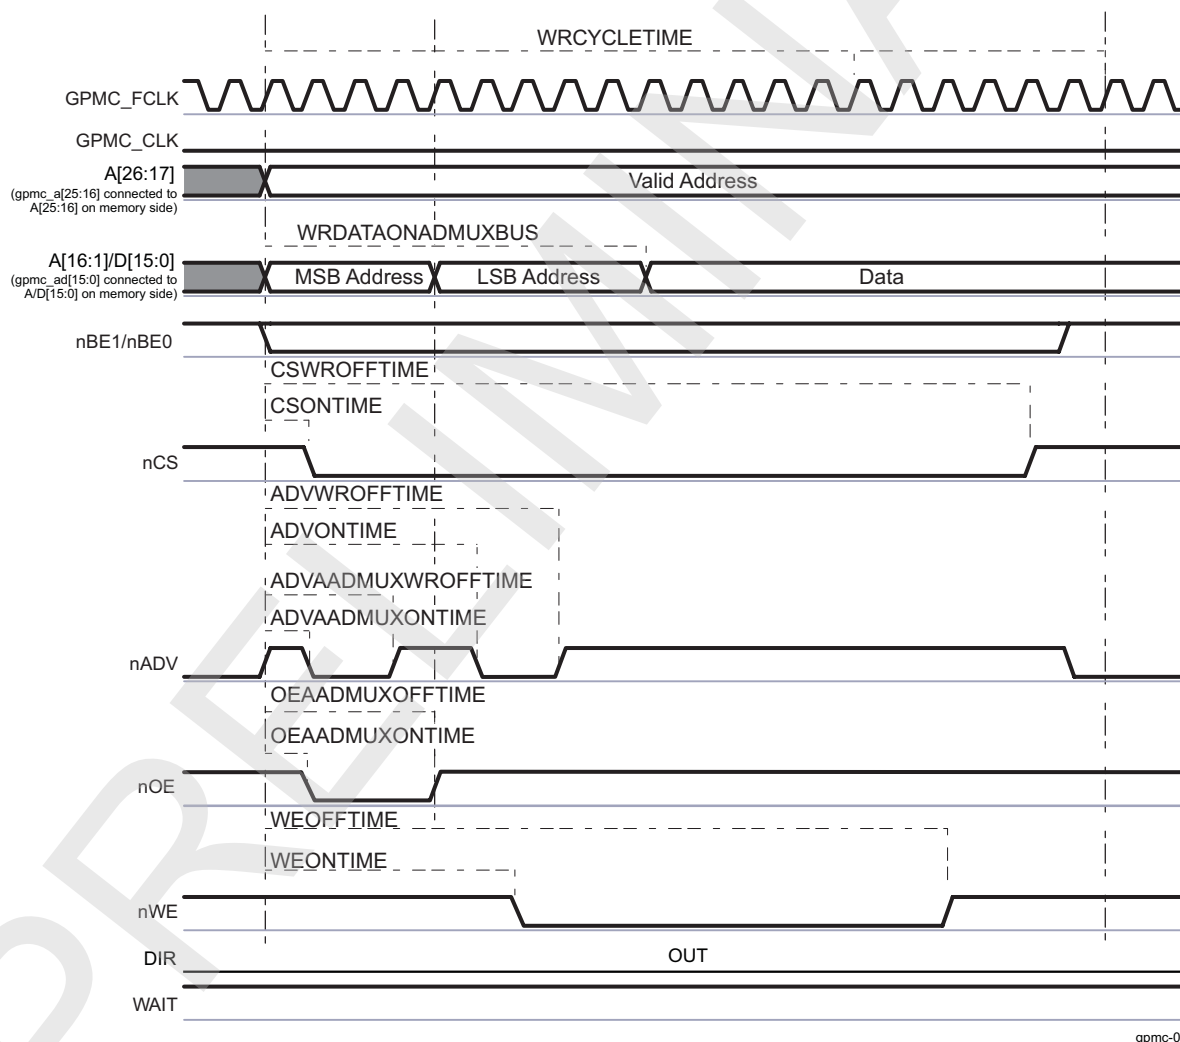 WRCYCLETIME
GPMC_FCLK
GPMC_CLK
A[26:17]
(gpmc_a[25:16] connected to
A[25:16] on memory side)
Valid Address
WRDATAONADMUXBUS
A[16:1]/D[15:0]
(gpmc_ad[15:0] connected to
A/D[15:0] on memory side)
MSB Address
LSB Address
Data
nBE1/nBE0
CSWROFFTIME
CSONTIME
nCS
ADVWROFFTIME
ADVONTIME
ADVAADMUXWROFFTIME
ADVAADMUXONTIME
nADV
OEAADMUXOFFTIME
OEAADMUXONTIME
nOE
WEOFFTIME
WEONTIME
nWE
DIR
OUT
WAIT
gpmc-0
PRELIMINA